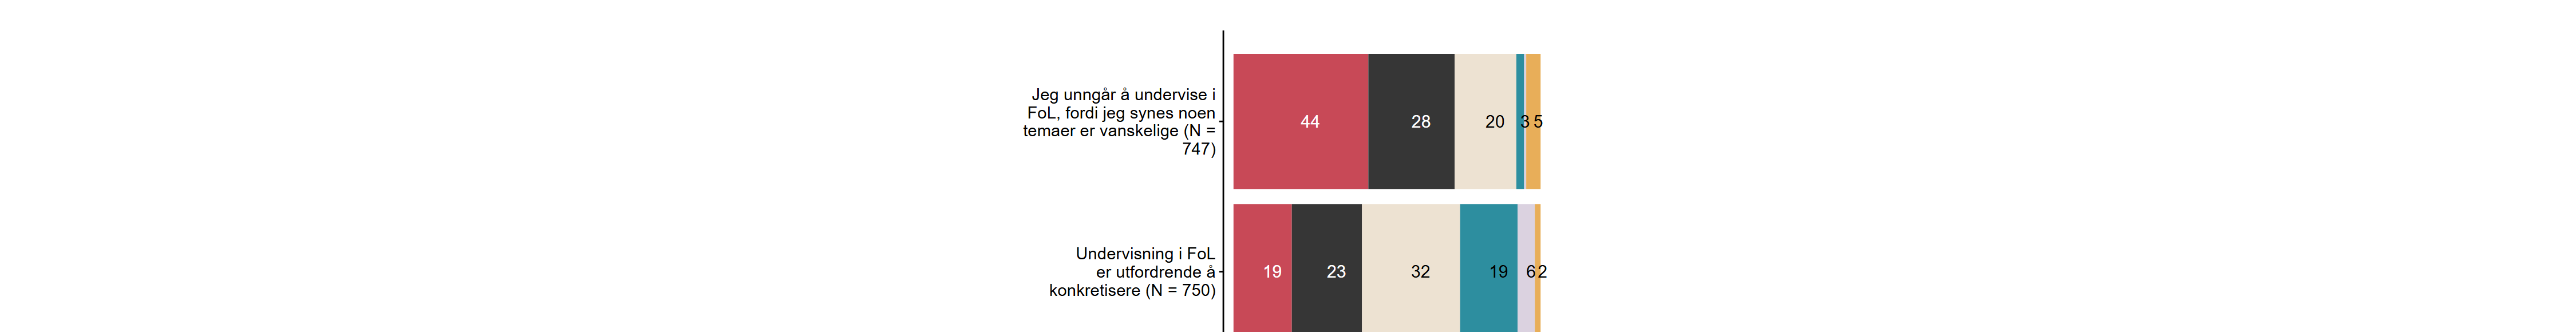 Jeg unngår å undervise i
FoL, fordi jeg synes noen
temaer er vanskelige (N =
747)
44 28 20 3 5
Undervisning i FoL
er utfordrende å
konkretisere (N = 750)
19 23 32 19 6 2